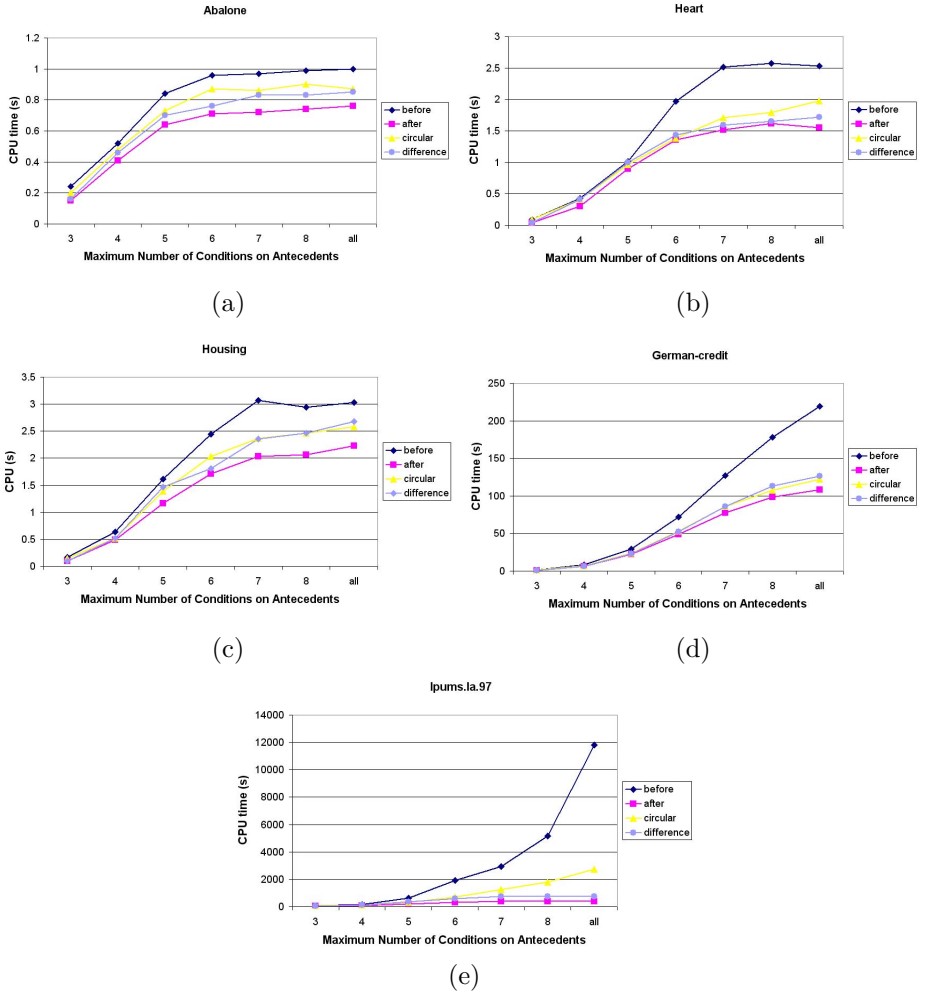 Abalone
1.2
1
0.8
0.6
0.4
0.2
0
CPU time (s)
3 4 5 6 7 8 all
Maximum Number of Conditions on Antecedents
before
after
circular
difference
(a)
Heart
3
2.5
2
1.5
1
0.5
0
CPU time (s)
3 4 5 6 7 8 all
Maximum Number of Conditions on Antecedents
before
after
circular
difference
(b)
Housing
3.5
3
2.5
2
1.5
1
0.5
0
CPU (s)
3 4 5 6 7 8 all
Maximum Number of Conditions on Antecedents
before
after
circular
difference
(c)
German-credit
250
200
150
100
50
0
CPU time (s)
3 4 5 6 7 8 all
Maximum Number of Conditions on Antecedents
before
after
circular
difference
(d)
Ipums.la.97
14000
12000
10000
8000
6000
4000
2000
0
CPU time (s)
3 4 5 6 7 8 all
Maximum Number of Conditions on Antecedents
before
after
circular
difference
(e)